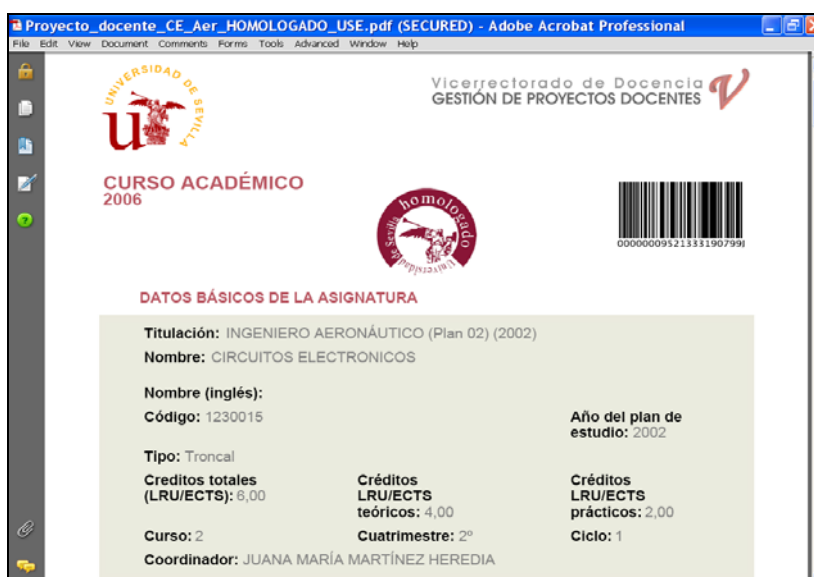 Proyecto_docente_CE_Aer_HOMOLOGADO_USE.pdf (SECURED) - Adobe Acrobat Professional
File Edit View Document Comments Forms Tools Advanced Window Help
UNIVERSIDAD DE SEVILLA
Vicerrectorado de Docencia
GESTIÓN DE PROYECTOS DOCENTES
CURSO ACADÉMICO
2006
homologado
Universidad de Sevilla
DATOS BÁSICOS DE LA ASIGNATURA
Titulación: INGENIERO AERONÁUTICO (Plan 02) (2002)
Nombre: CIRCUITOS ELECTRONICOS
Nombre (inglés):
Código: 1230015
Año del plan de
estudio: 2002
Tipo: Troncal
Creditos totales
(LRU/ECTS): 6,00
Créditos
LRU/ECTS
teóricos: 4,00
Créditos
LRU/ECTS
prácticos: 2,00
Curso: 2 Cuatrimestre: 2º Ciclo: 1
Coordinador: JUANA MARÍA MARTÍNEZ HEREDIA